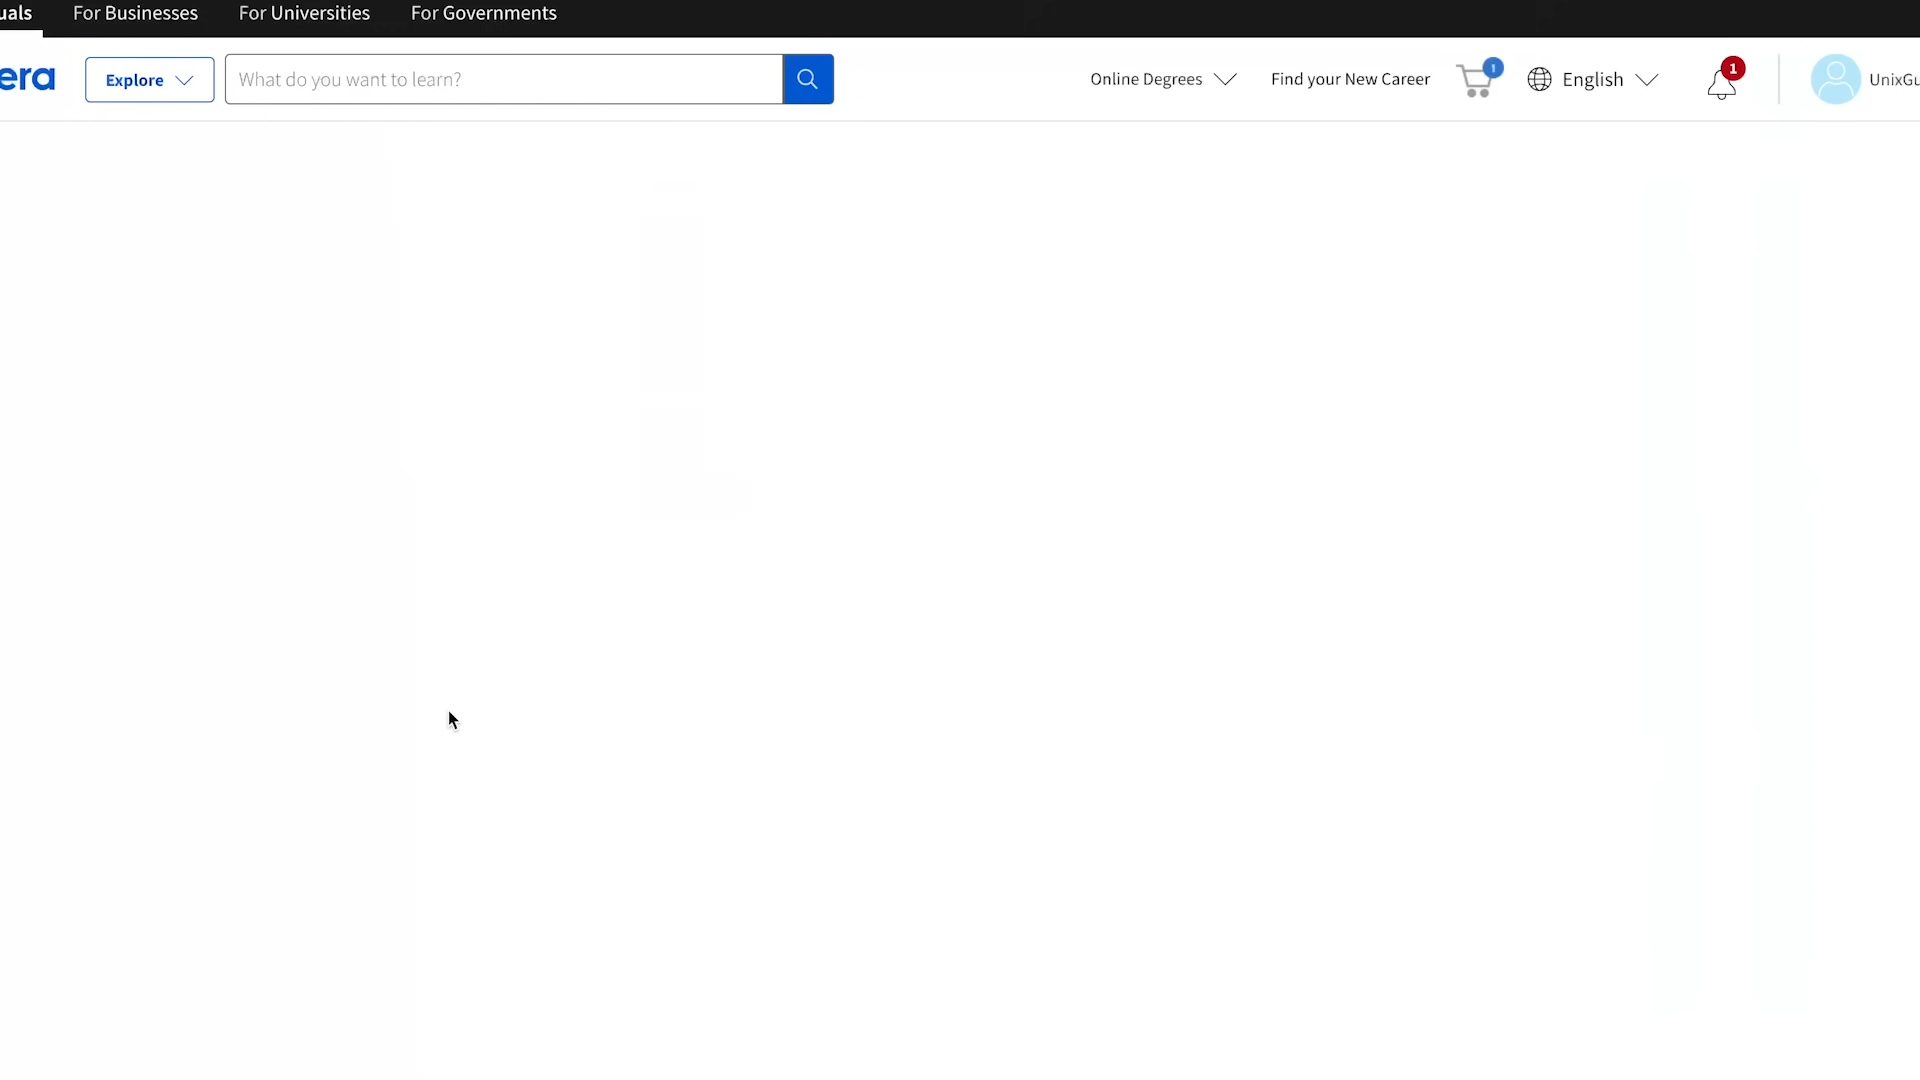 uals For Businesses For Universities For Governments
era Explore What do you want to learn? Online Degrees Find your New Career 1 English 1 UnixGu